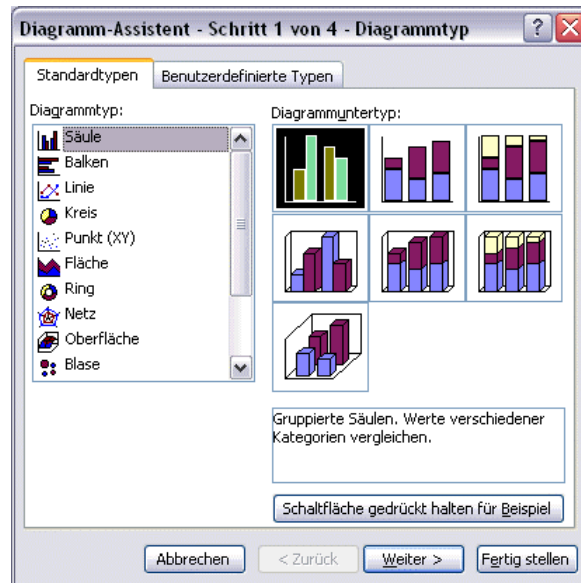 Diagramm-Assistent - Schritt 1 von 4 - Diagrammtyp
Standardtypen
Benutzerdefinierte Typen
Diagrammtyp:
Säule
Balken
Linie
Kreis
Punkt (XY)
Fläche
Ring
Netz
Oberfläche
Blase
Diagrammuntertyp:
Gruppierte Säulen. Werte verschiedener
Kategorien vergleichen.
Schaltfläche gedrückt halten für Beispiel
Abbrechen
< Zurück
Weiter >
Fertig stellen